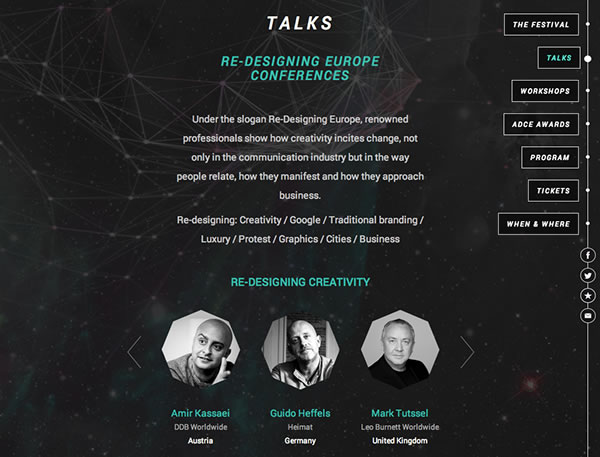 TALKS
RE-DESIGNING EUROPE
CONFERENCES
Under the slogan Re-Designing Europe, renowned
professionals show how creativity incites change, not
only in the communication industry but in the way
people relate, how they manifest and how they approach
business.
Re-designing: Creativity / Google / Traditional branding /
Luxury / Protest / Graphics / Cities / Business
RE-DESIGNING CREATIVITY
Amir Kassaei
DDB Worldwide
Austria
Guido Heffels
Heimat
Germany
Mark Tutssel
Leo Burnett Worldwide
United Kingdom
THE FESTIVAL
TALKS
WORKSHOPS
ADCE AWARDS
PROGRAM
TICKETS
WHEN & WHERE